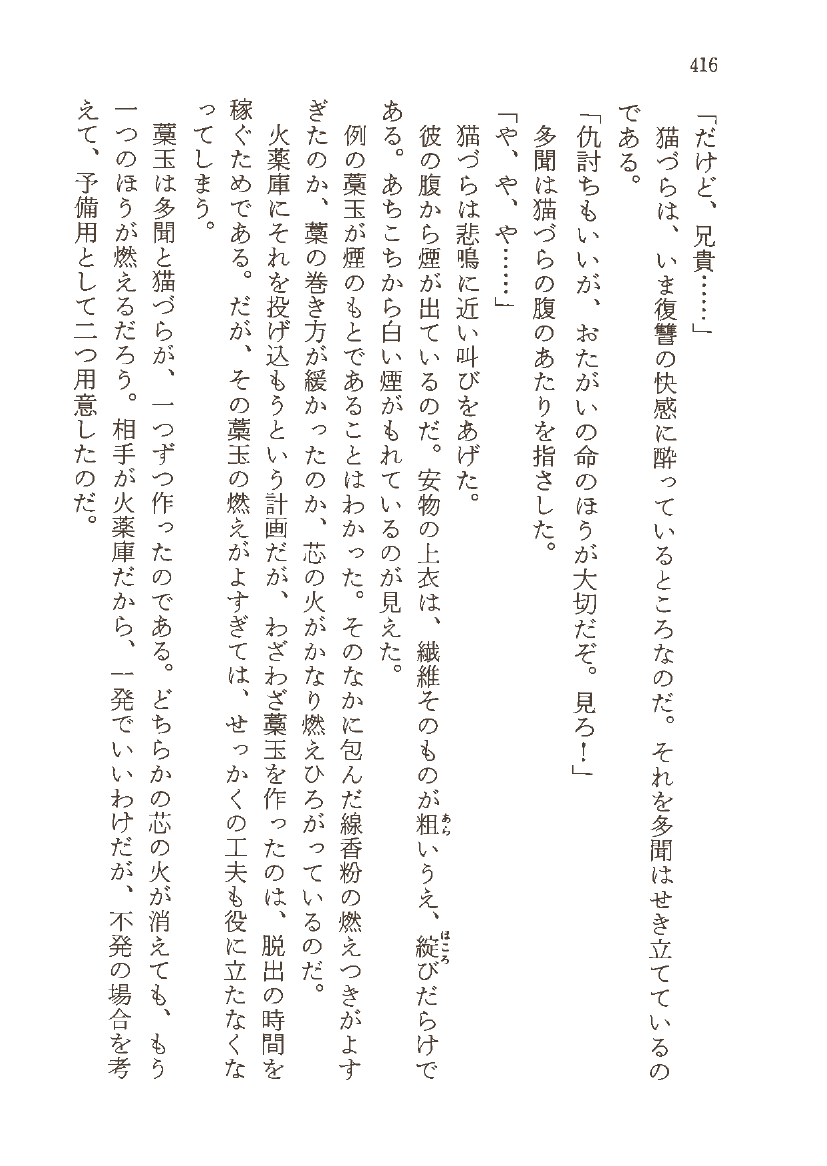 416
「だけど、兄貴……」
猫づらは、いま復讐の快感に酔っているところなのだ。それを多聞はせき立てているの
である。
「仇討ちもいいが、おたがいの命のほうが大切だぞ。見ろ！」
多聞は猫づらの腹のあたりを指さした。
「や、や、や……」
猫づらは悲鳴に近い叫びをあげた。
彼の腹から煙が出ているのだ。安物の上衣は、繊維そのものが粗いうえ、綻びだらけで
あら
ほころ
ある。あちこちから白い煙がもれているのが見えた。
例の藁玉が煙のもとであることはわかった。そのなかに包んだ線香粉の燃えつきがよす
ぎたのか、藁の巻き方が緩かったのか、芯の火がかなり燃えひろがっているのだ。
火薬庫にそれを投げ込もうという計画だが、わざわざ藁玉を作ったのは、脱出の時間を
稼ぐためである。だが、その藁玉の燃えがよすぎては、せっかくの工夫も役に立たなくな
ってしまう。
藁玉は多聞と猫づらが、一つずつ作ったのである。どちらかの芯の火が消えても、もう
一つのほうが燃えるだろう。相手が火薬庫だから、一発でいいわけだが、不発の場合を考
えて、予備用として二つ用意したのだ。